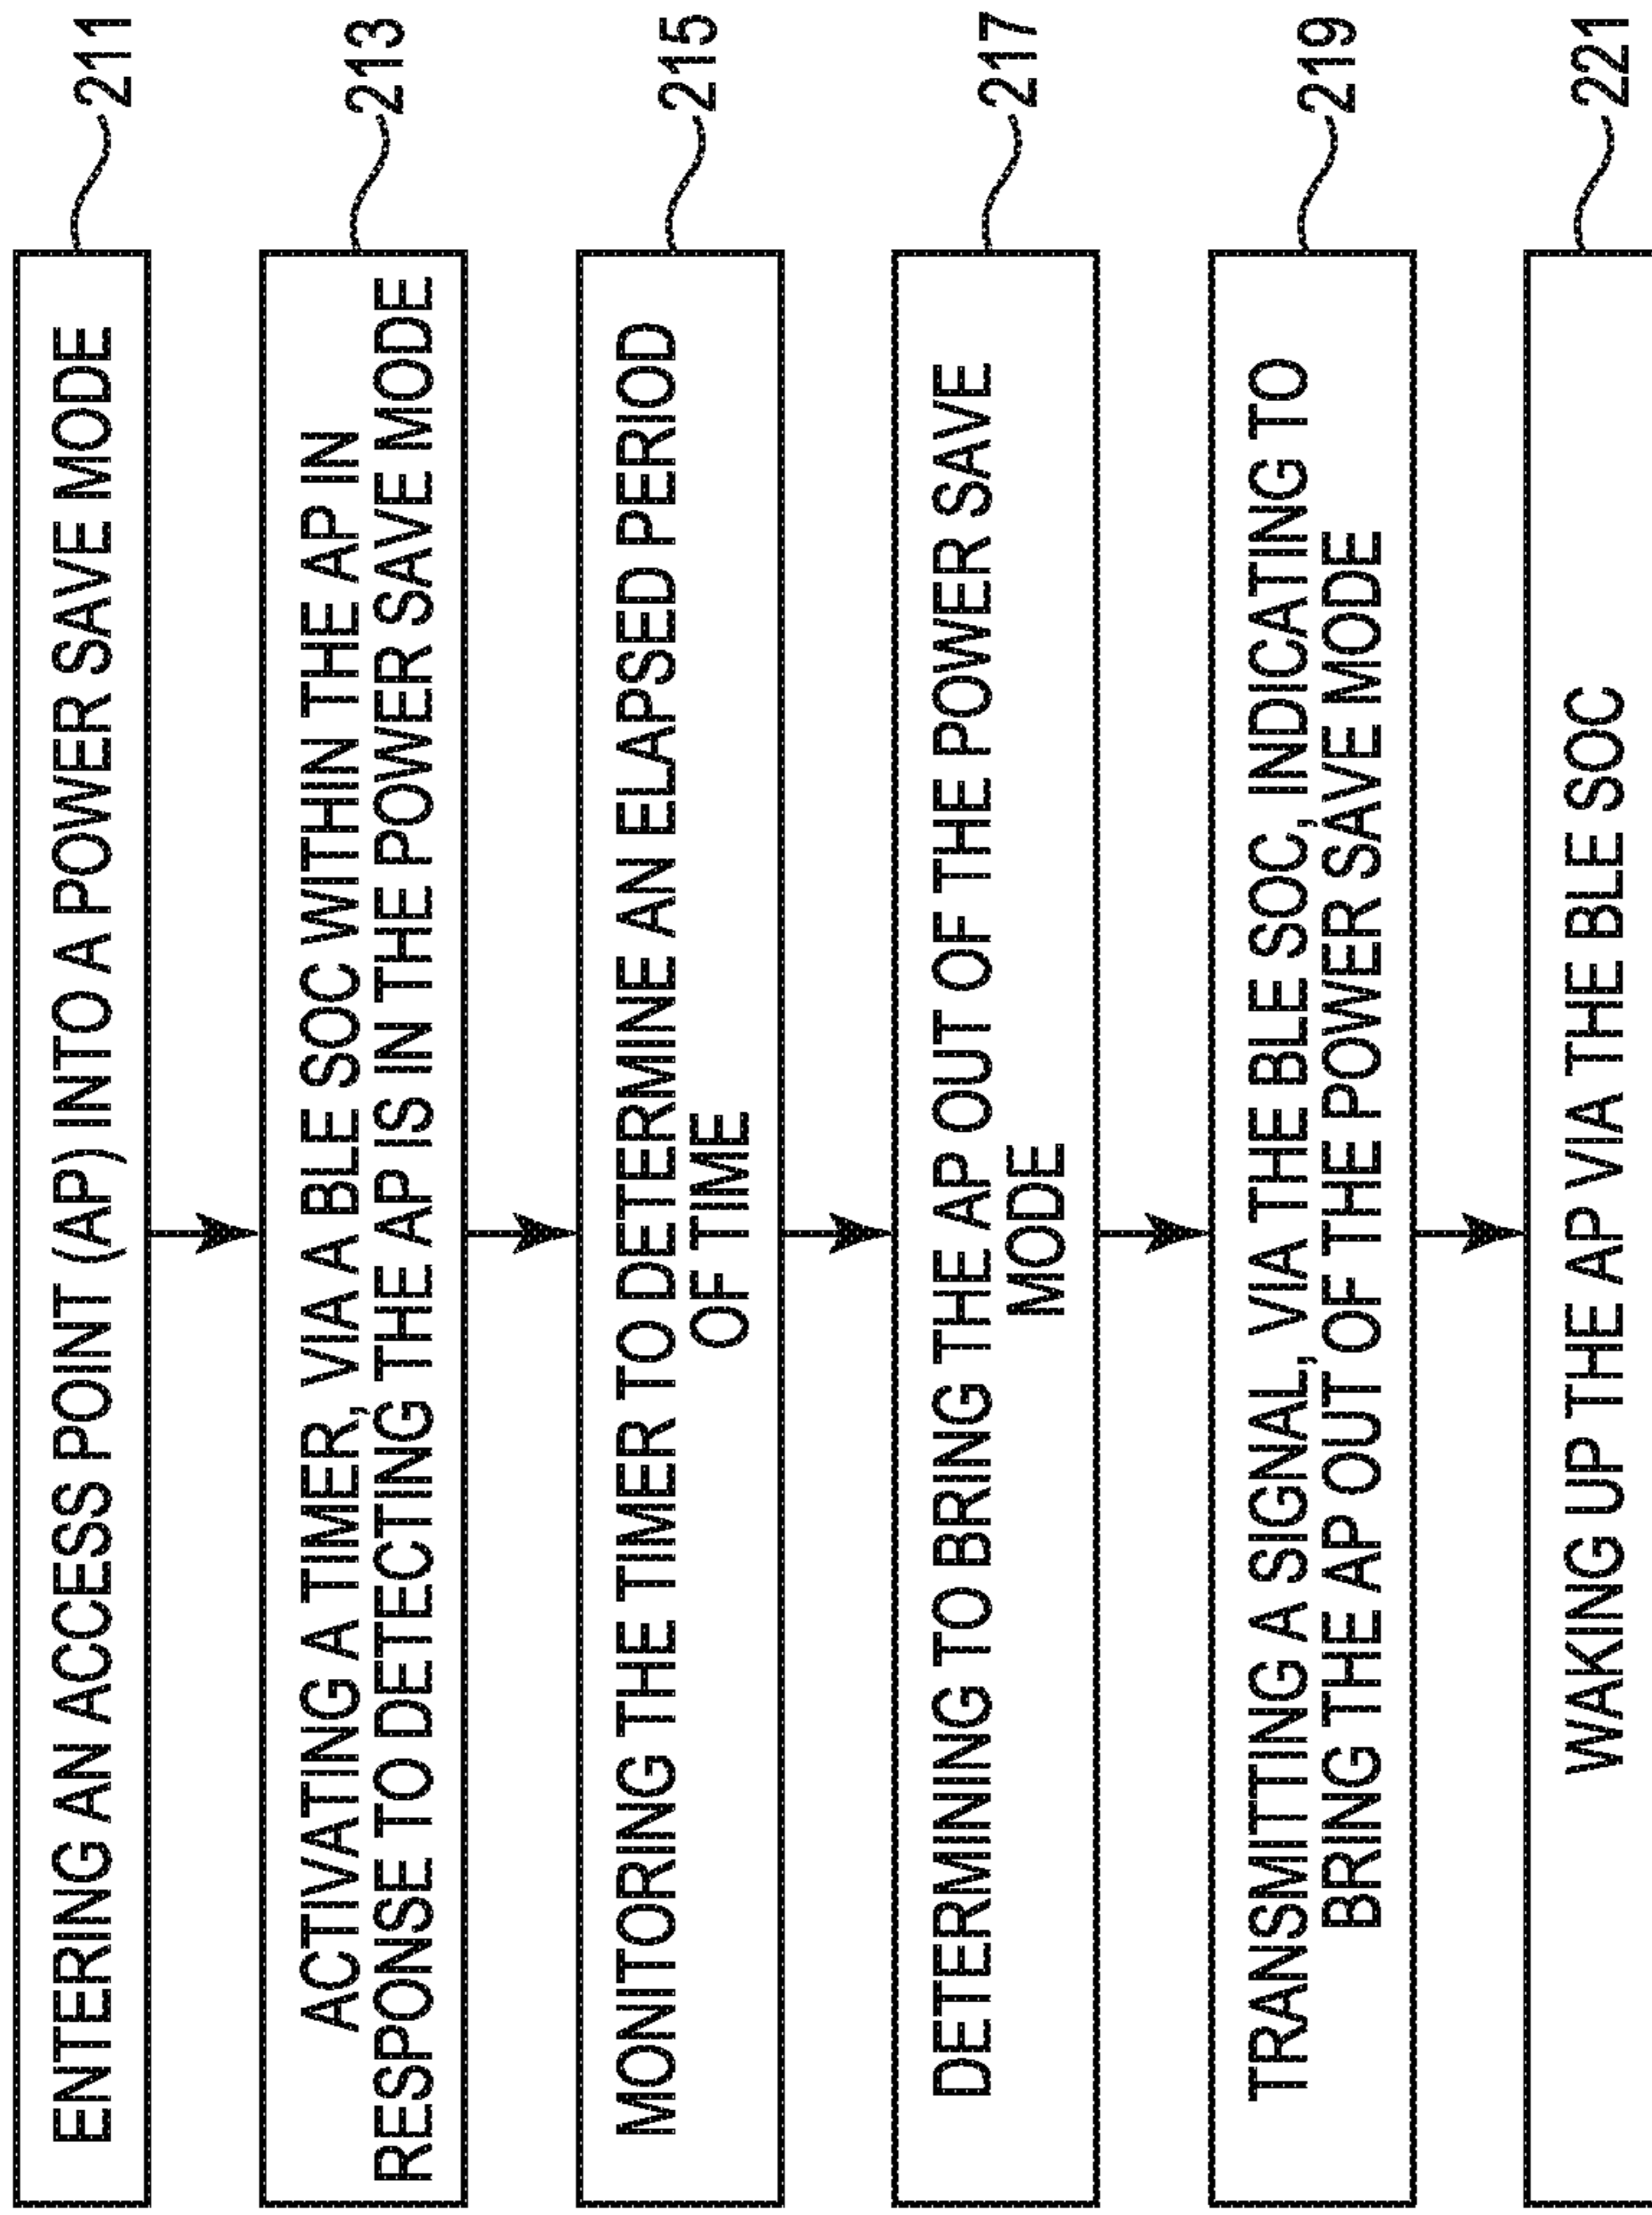 ENTERING AN ACCESS POINT (AP) INTO A POWER SAVE MODE
211
ACTIVATING A TIMER, VIA A BLE SOC WITHIN THE AP IN
RESPONSE TO DETECTING THE AP IS IN THE POWER SAVE MODE
213
MONITORING THE TIMER TO DETERMINE AN ELAPSED PERIOD
OF TIME
215
DETERMINING TO BRING THE AP OUT OF THE POWER SAVE
MODE
217
TRANSMITTING A SIGNAL, VIA THE BLE SOC, INDICATING TO
BRING THE AP OUT OF THE POWER SAVE MODE
219
WAKING UP THE AP VIA THE BLE SOC
221